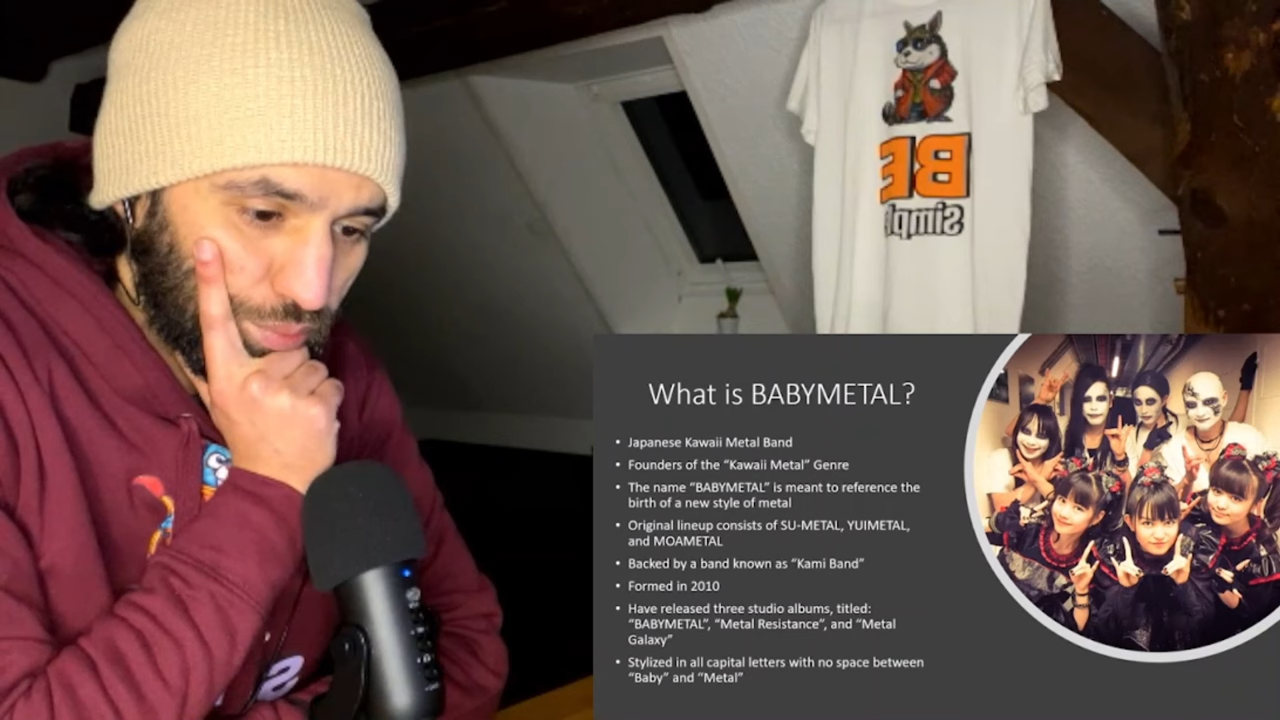 BE
Simple
What is BABYMETAL?
• Japanese Kawaii Metal Band
• Founders of the “Kawaii Metal” Genre
• The name “BABYMETAL” is meant to reference the
birth of a new style of metal
• Original lineup consists of SU-METAL, YUIMETAL,
and MOAMETAL
• Backed by a band known as “Kami Band”
• Formed in 2010
• Have released three studio albums, titled:
“BABYMETAL”, “Metal Resistance”, and “Metal
Galaxy”
• Stylized in all capital letters with no space between
“Baby” and “Metal”